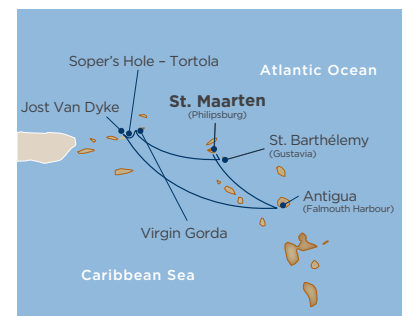 Soper's Hole – Tortola
Atlantic Ocean
Jost Van Dyke
St. Maarten
(Philipsburg)
St. Barthélemy
(Gustavia)
Antigua
(Falmouth Harbour)
Virgin Gorda
Caribbean Sea